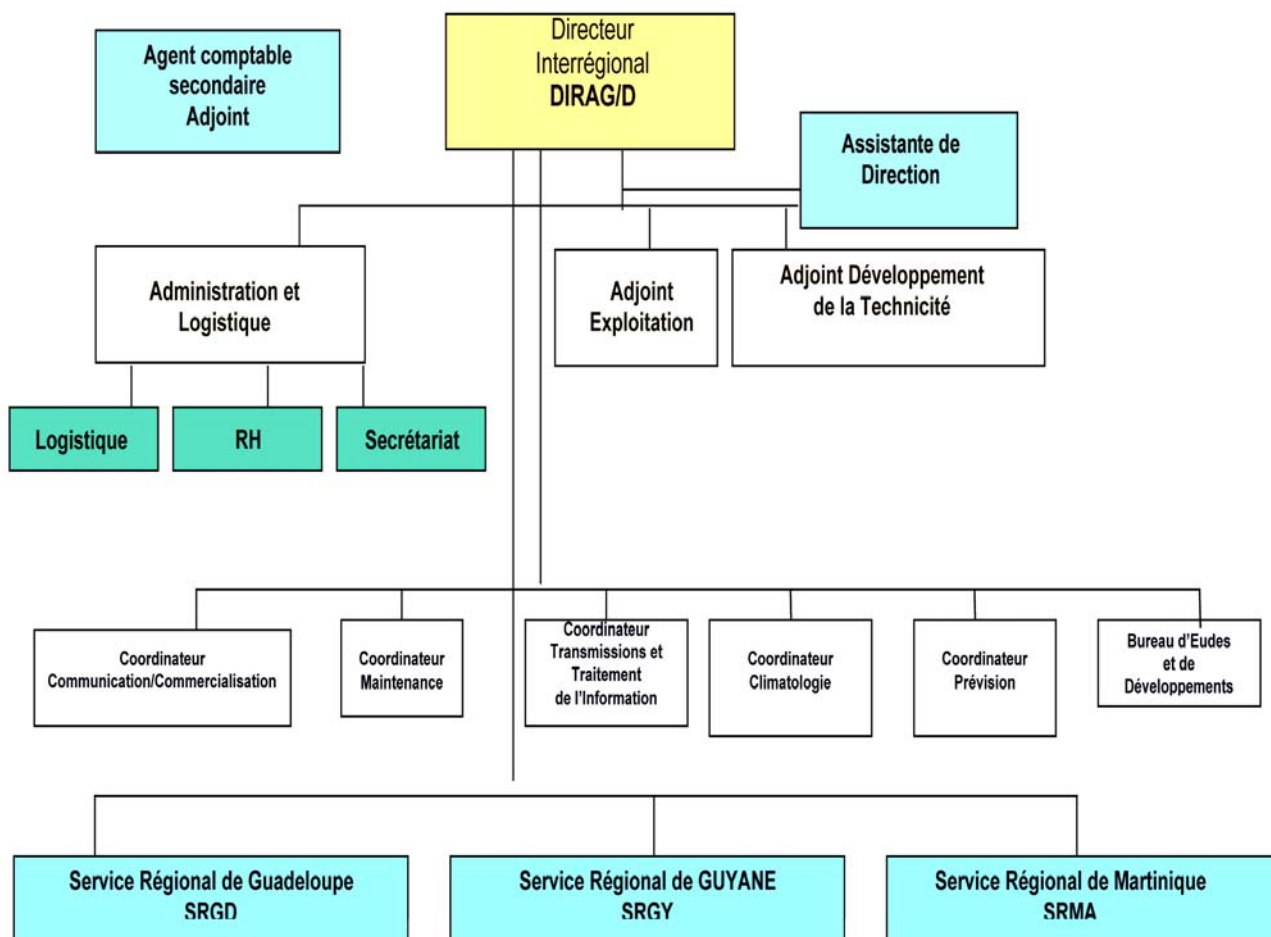 Agent comptable
secondaire
Adjoint
Directeur
Interrégional
DIRAG/D
Assistante de
Direction
Administration et
Logistique
Adjoint
Exploitation
Adjoint Développement
de la Technicité
Logistique
RH
Secrétariat
Coordinateur
Communication/Commercialisation
Coordinateur
Maintenance
Coordinateur
Transmissions et
Traitement
de l'Information
Coordinateur
Climatologie
Coordinateur
Prévision
Bureau d'Eudes
et de
Développements
Service Régional de Guadeloupe
SRGD
Service Régional de GUYANE
SRGY
Service Régional de Martinique
SRMA